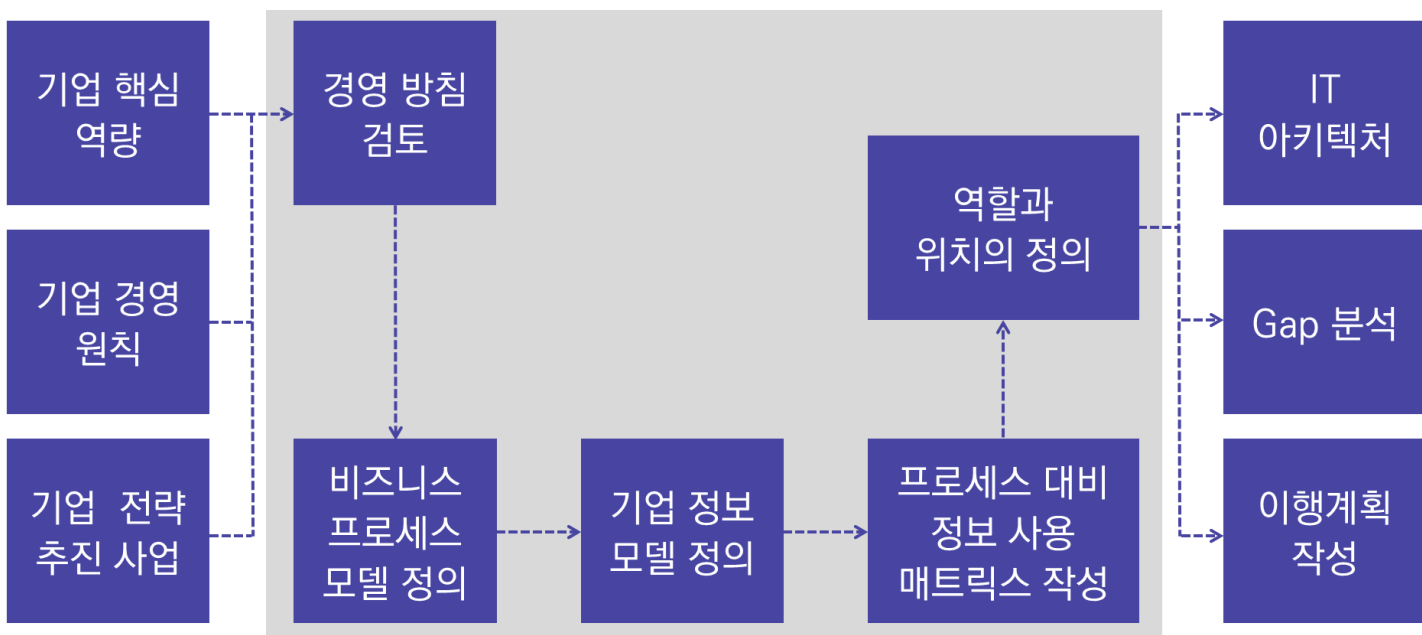 기업 핵심
역량
기업 경영
원칙
기업 전략
추진 사업
경영 방침
검토
비즈니스
프로세스
모델 정의
기업 정보
모델 정의
프로세스 대비
정보 사용
매트릭스 작성
역할과
위치의 정의
IT
아키텍처
Gap 분석
이행계획
작성